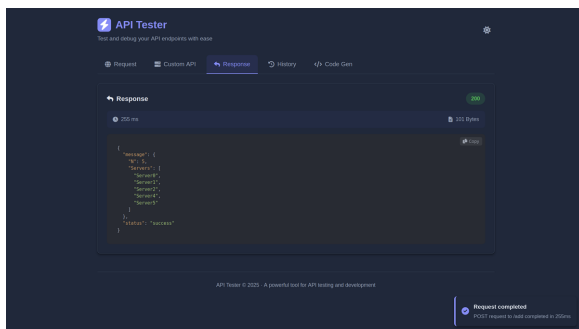 API Tester
Test and debug your API endpoints with ease
Request
Custom API
Response
History
</> Code Gen
Response
200
255 ms
101 Bytes
Copy
{
"message": {
"N": 5,
"Servers": [
"Server0",
"Server1",
"Server2",
"Server4",
"Server5"
]
},
"status": "success"
}
API Tester © 2025 · A powerful tool for API testing and development
Request completed
POST request to /add completed in 255ms